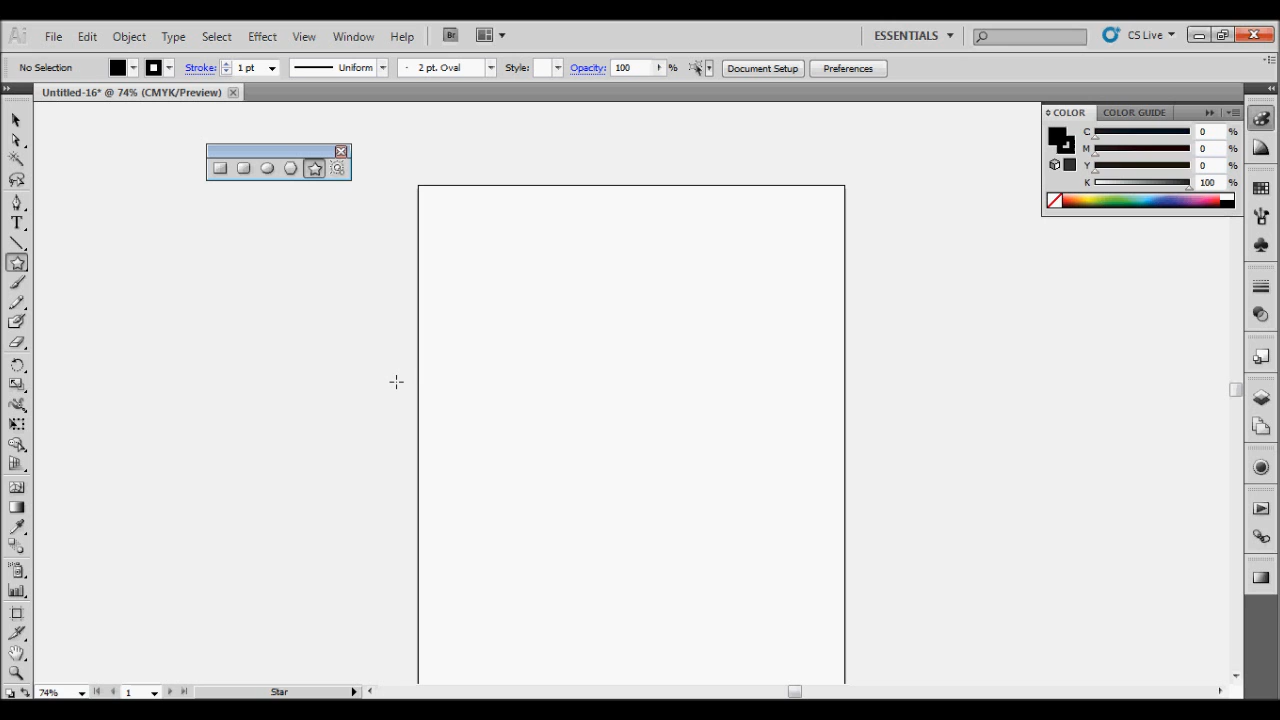 Ai File Edit Object Type Select Effect View Window Help Br ESSENTIALS CS Live
No Selection Stroke: 1 pt Uniform 2 pt. Oval Style: Opacity: 100 % Document Setup Preferences
Untitled-16* @ 74% (CMYK/Preview)
COLOR COLOR GUIDE
C 0 %
M 0 %
Y 0 %
K 100 %
T
74% 1 Star